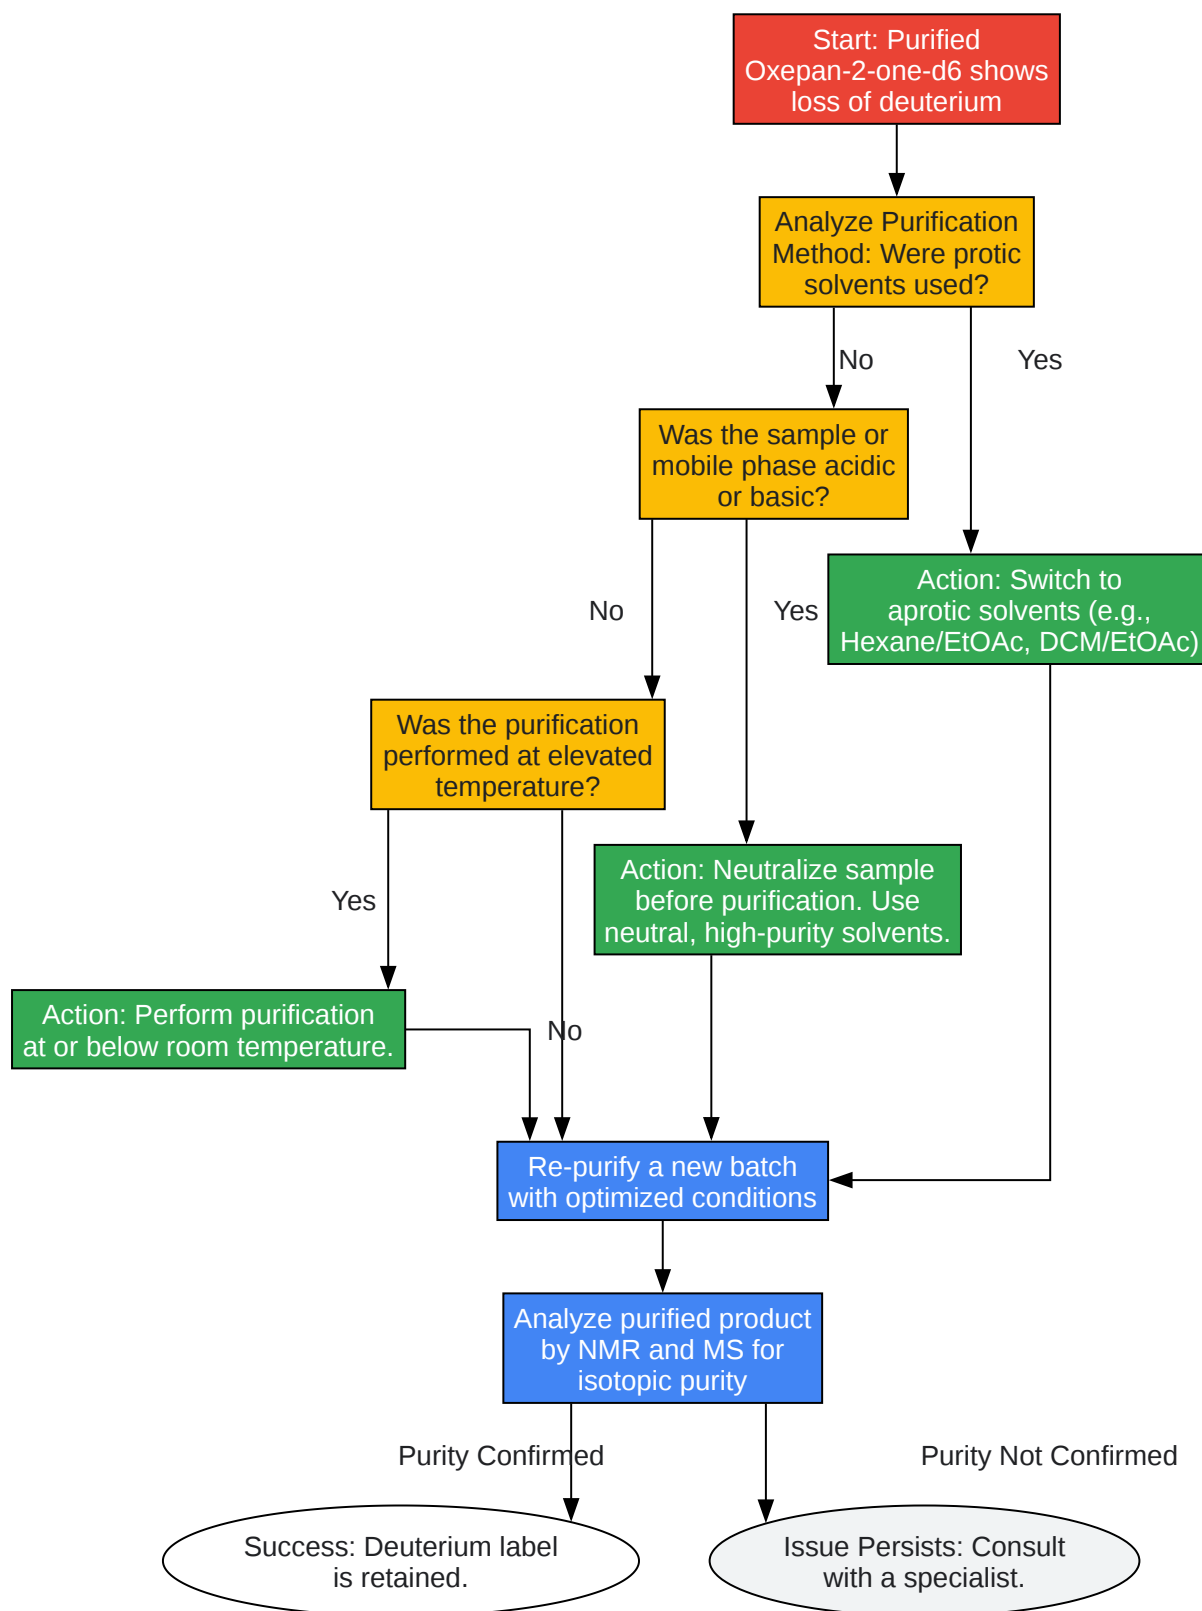 Start: Purified
Oxepan-2-one-d6 shows
loss of deuterium
Analyze Purification
Method: Were protic
solvents used?
No
Yes
Was the sample or
mobile phase acidic
or basic?
No
Yes
Action: Switch to
aprotic solvents (e.g.,
Hexane/EtOAc, DCM/EtOAc)
Was the purification
performed at elevated
temperature?
Yes
Action: Neutralize sample
before purification. Use
neutral, high-purity solvents.
Action: Perform purification
at or below room temperature.
No
Re-purify a new batch
with optimized conditions
Analyze purified product
by NMR and MS for
isotopic purity
Purity Confirmed
Purity Not Confirmed
Success: Deuterium label
is retained.
Issue Persists: Consult
with a specialist.